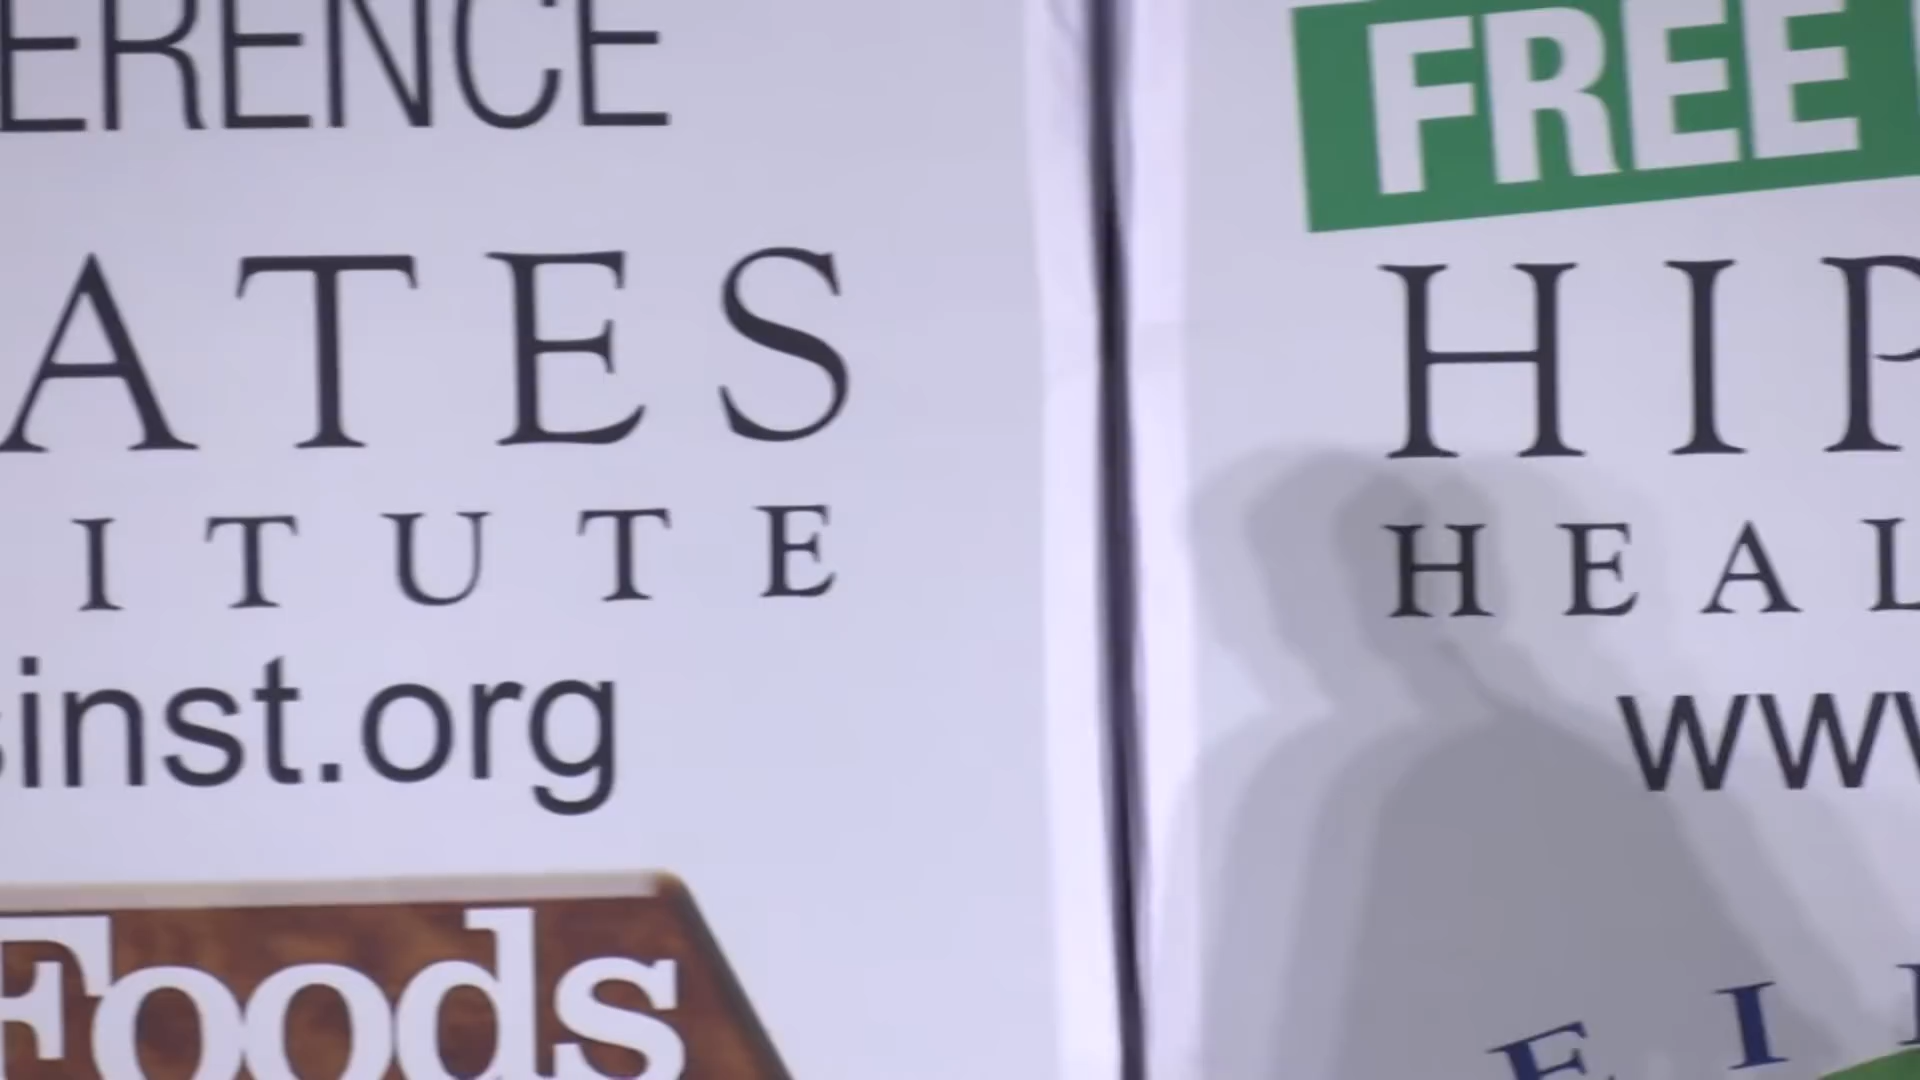 ERENCE
ATES
ITUTE
sinst.org
Foods
FREE
HIP
HEAL
WWW